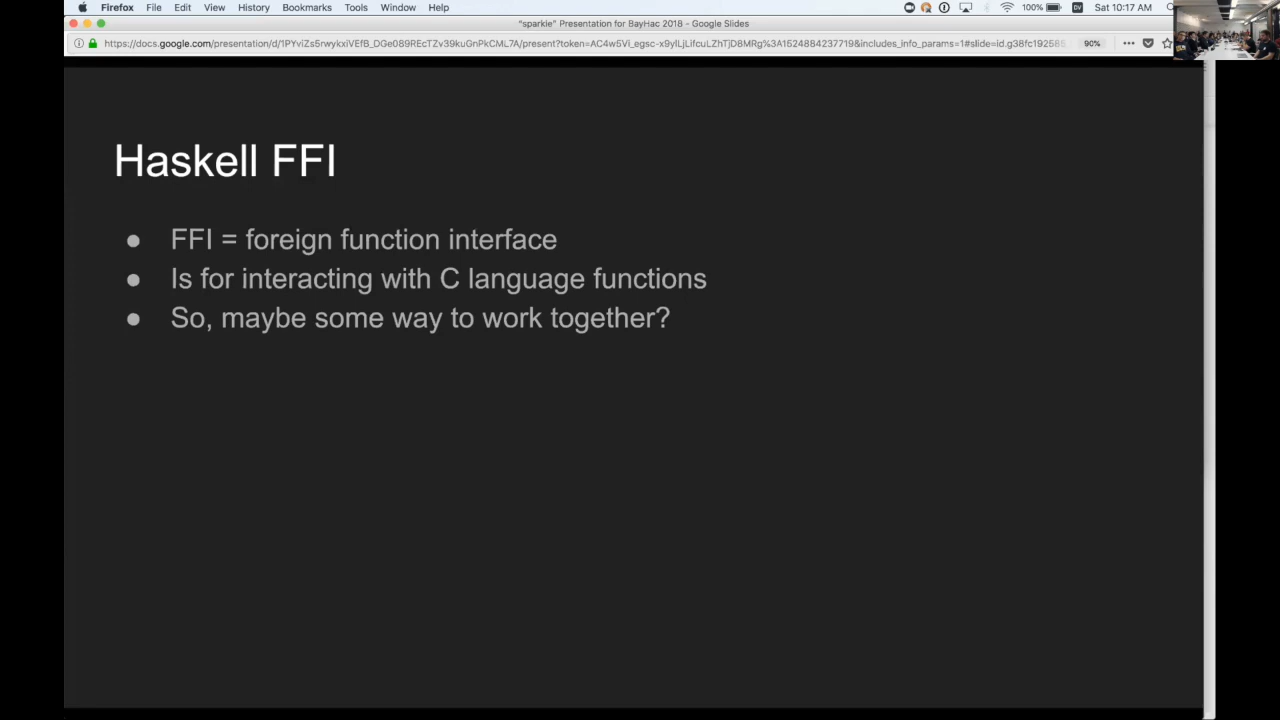 Firefox File Edit View History Bookmarks Tools Window Help 100% DV Sat 10:17 AM
"sparkle" Presentation for BayHac 2018 - Google Slides
90%
Haskell FFI
● FFI = foreign function interface
● Is for interacting with C language functions
● So, maybe some way to work together?